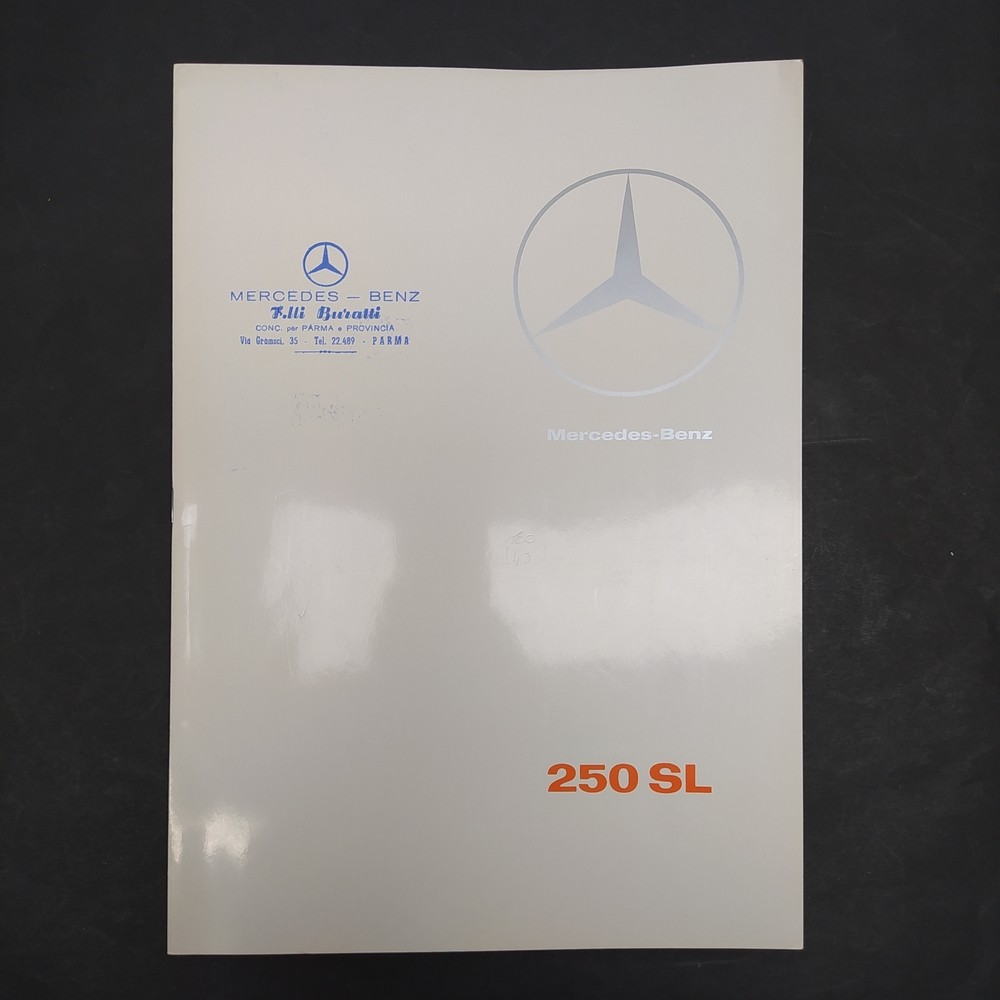 MERCEDES — BENZ
F.lli Buratti
CONC. per PARMA e PROVINCIA
Via Gramsci, 35 - Tel. 22.489 - PARMA
Mercedes-Benz
250 SL